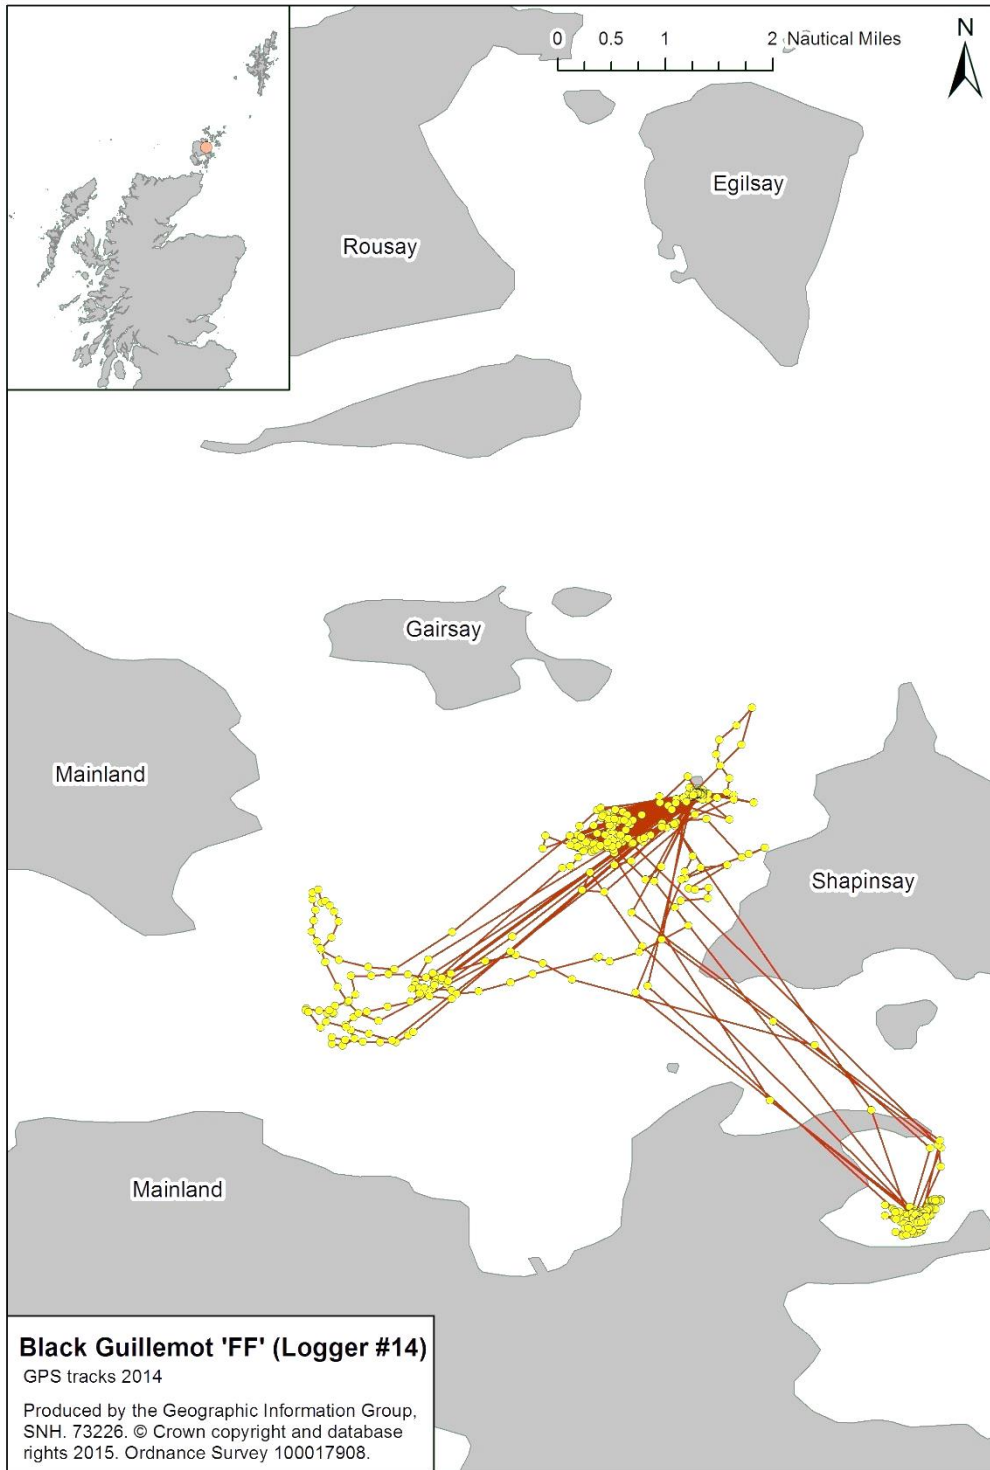 0 0.5 1 2 Nautical Miles
N
Egilsay
Rousay
Gairsay
Mainland
Shapinsay
Mainland
Black Guillemot 'FF' (Logger #14)
GPS tracks 2014
Produced by the Geographic Information Group,
SNH. 73226. © Crown copyright and database
rights 2015. Ordnance Survey 100017908.